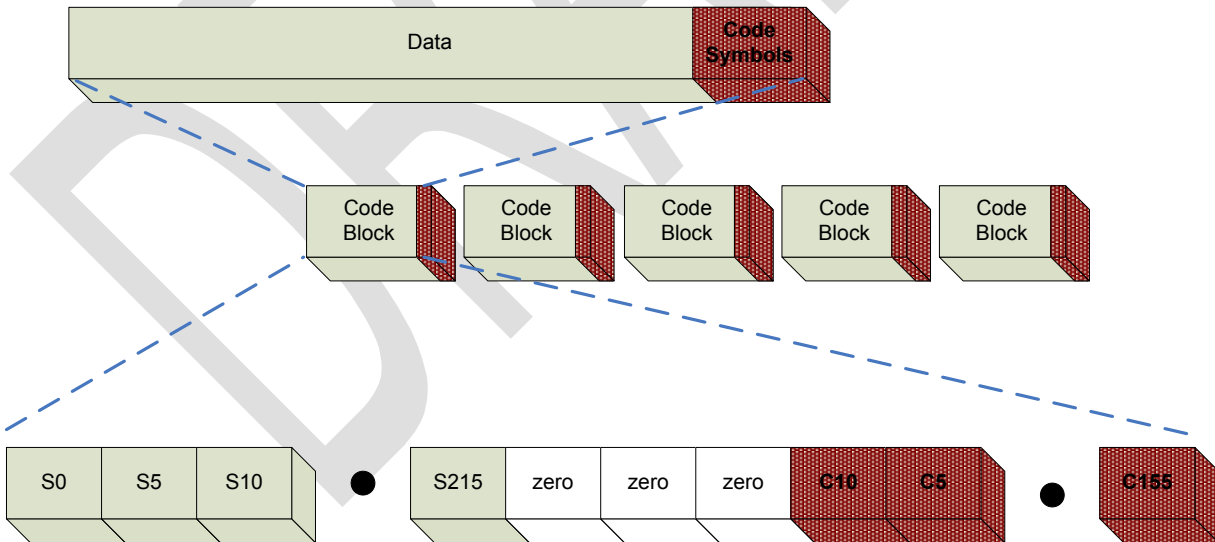 Data
Code
Symbols
Code
Block
Code
Block
Code
Block
Code
Block
Code
Block
S0
S5
S10
S215
zero
zero
zero
C10
C5
C155